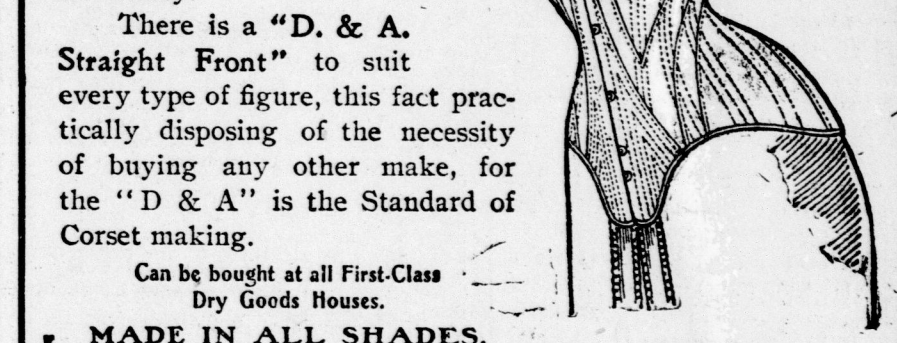 There is a "D. & A.
Straight Front" to suit
every type of figure, this fact prac-
tically disposing of the necessity
of buying any other make, for
the "D & A" is the Standard of
Corset making.
Can be bought at all First-Class
Dry Goods Houses.
MADE IN ALL SHADES.